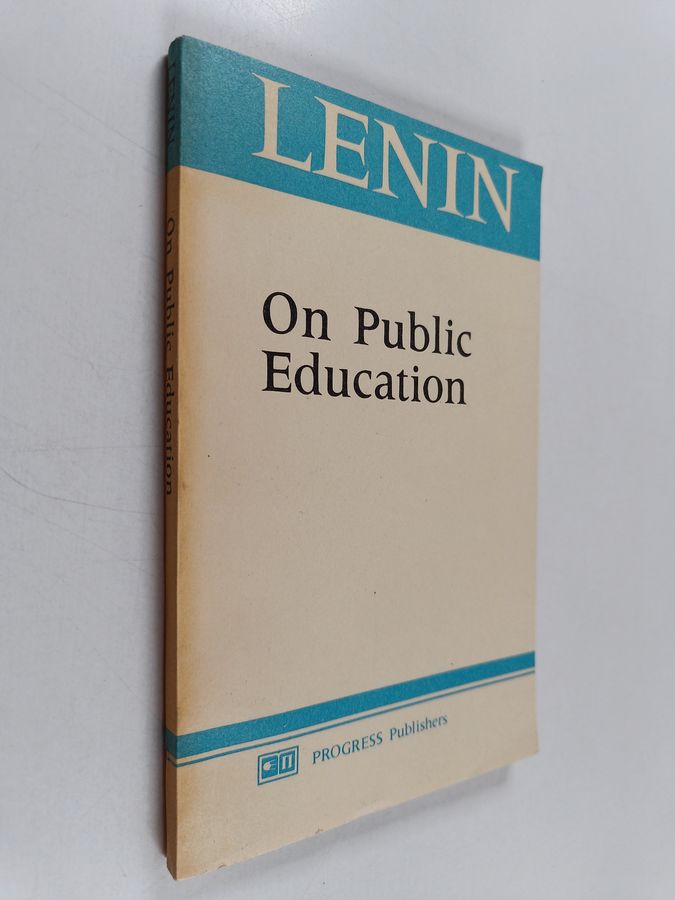 LENIN
On Public
Education
PROGRESS Publishers
LENIN
On Public Education